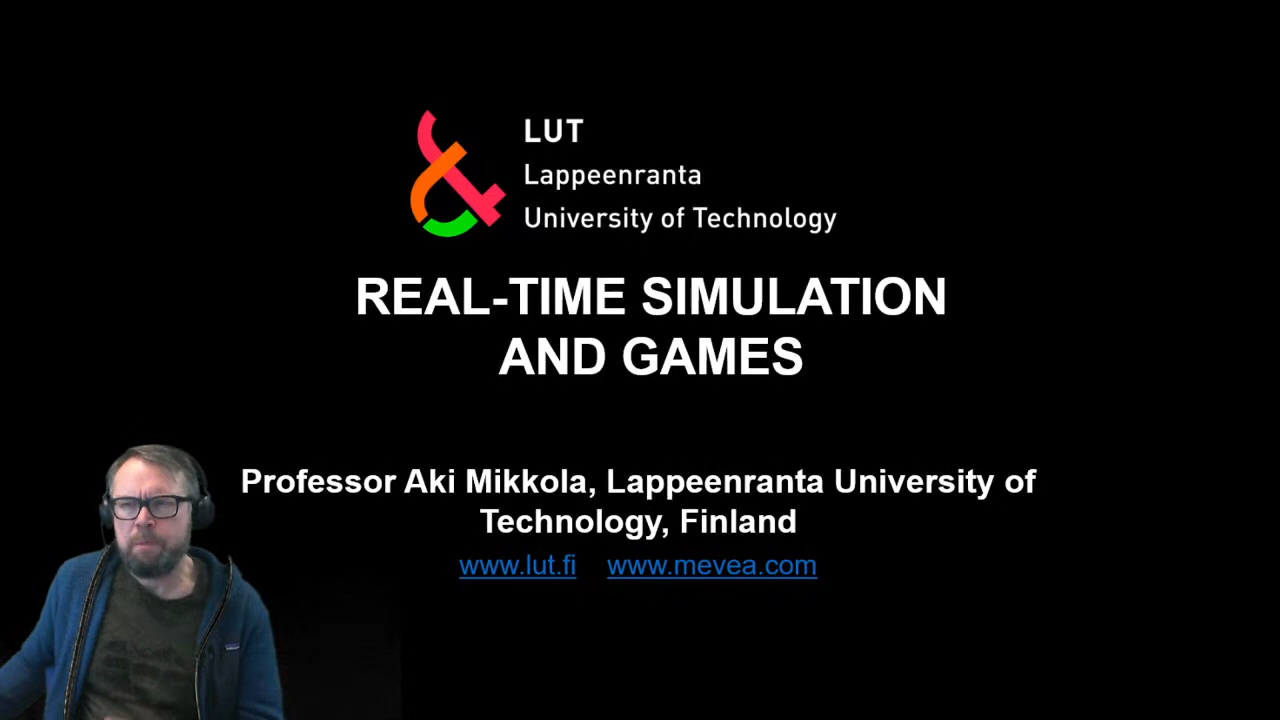 LUT
Lappeenranta
University of Technology
REAL-TIME SIMULATION
AND GAMES
Professor Aki Mikkola, Lappeenranta University of
Technology, Finland
www.lut.fi www.mevea.com